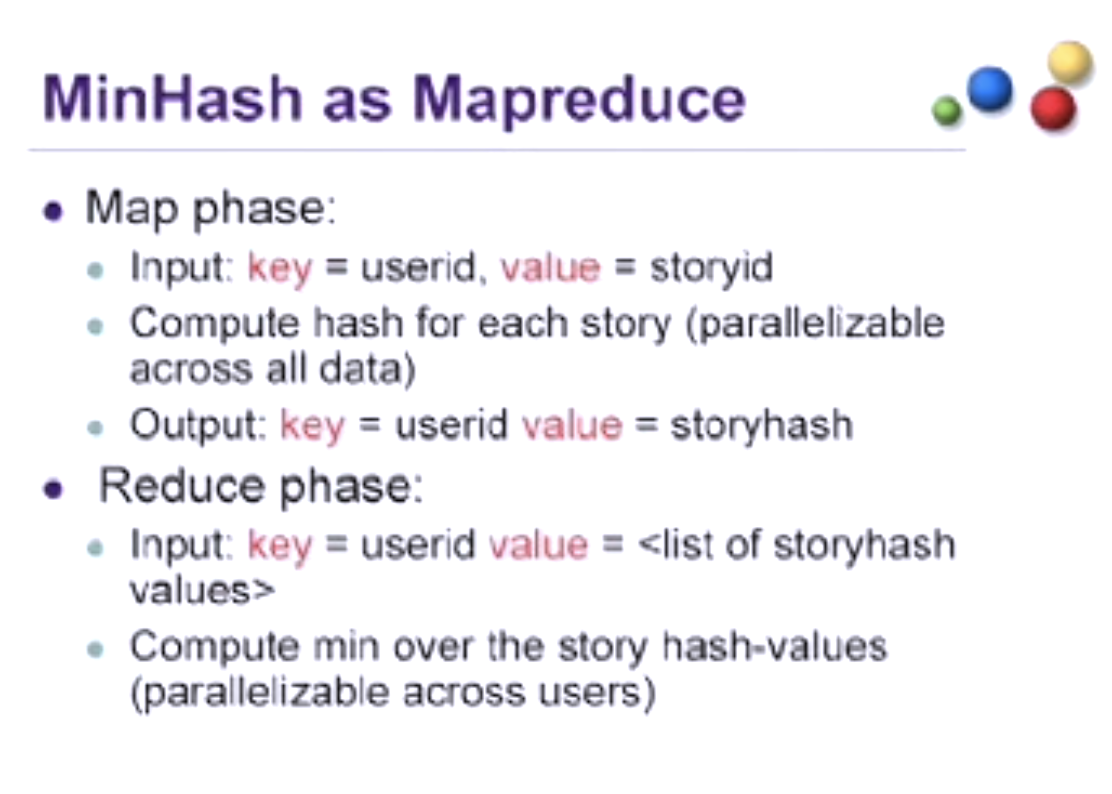 MinHash as Mapreduce
Map phase:
Input: key = userid, value = storyid
Compute hash for each story (parallelizable
across all data)
Output: key = userid value = storyhash
Reduce phase:
Input: key = userid value = <list of storyhash
values>
Compute min over the story hash-values
(parallelizable across users)